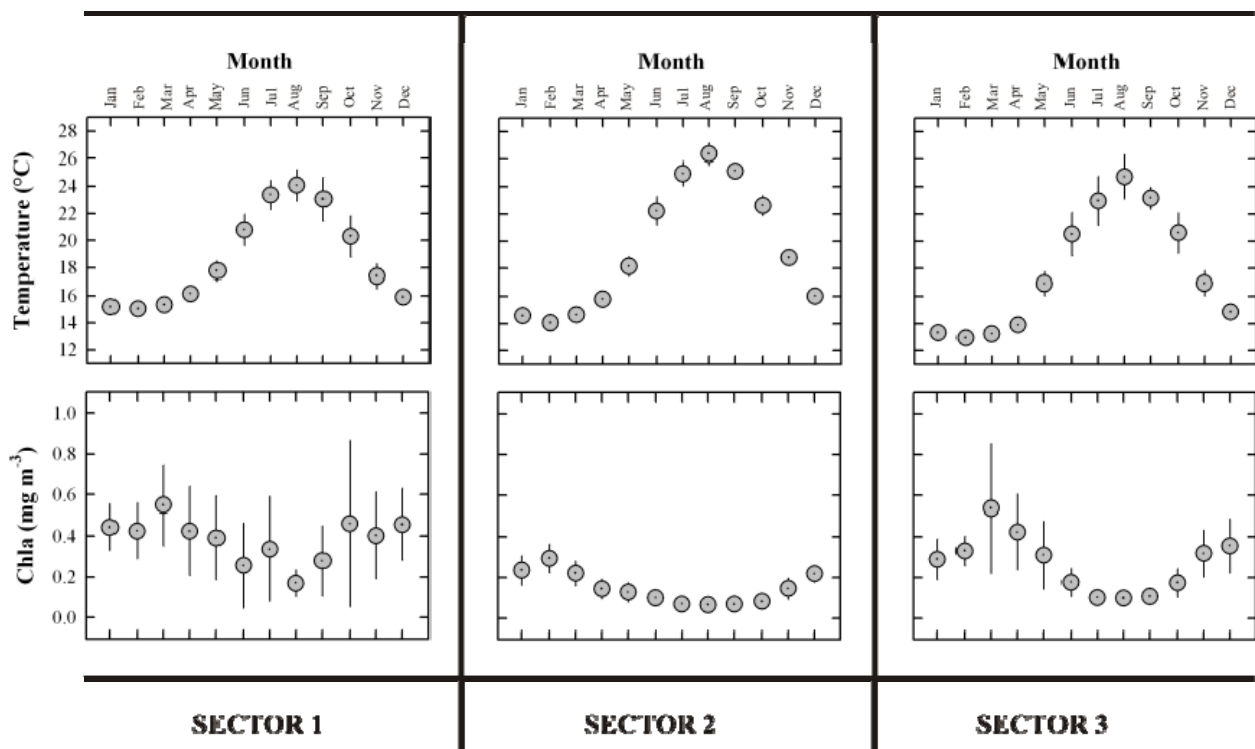 Month
Jan
Feb
Mar
Apr
May
Jun
Jul
Aug
Sep
Oct
Nov
Dec
Temperature (°C)
28
26
24
22
20
18
16
14
12
Chla (mg m-3)
1.0
0.8
0.6
0.4
0.2
0.0
SECTOR 1
Month
Jan
Feb
Mar
Apr
May
Jun
Jul
Aug
Sep
Oct
Nov
Dec
SECTOR 2
Month
Jan
Feb
Mar
Apr
May
Jun
Jul
Aug
Sep
Oct
Nov
Dec
SECTOR 3